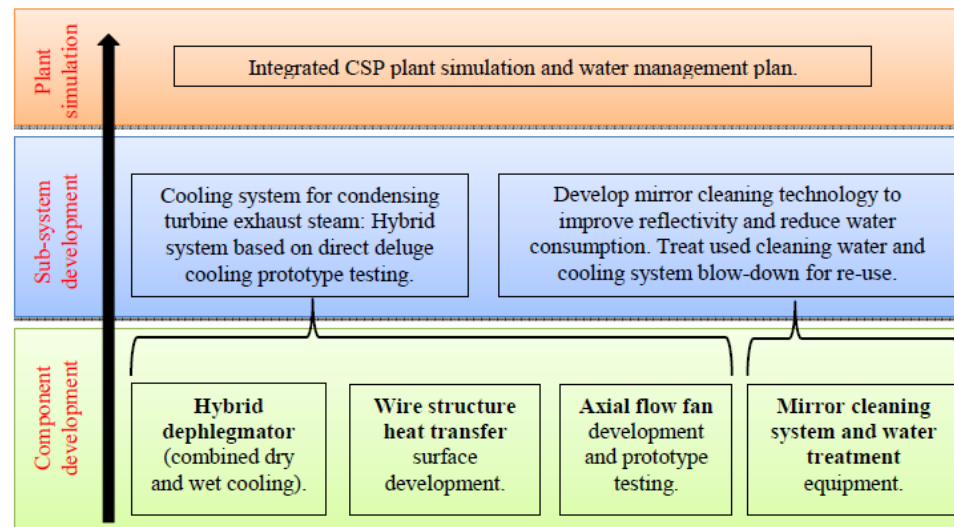 Plant
simulation
Integrated CSP plant simulation and water management plan.
Sub-system
development
Cooling system for condensing
turbine exhaust steam: Hybrid
system based on direct deluge
cooling prototype testing.
Develop mirror cleaning technology to
improve reflectivity and reduce water
consumption. Treat used cleaning water and
cooling system blow-down for re-use.
Component
development
Hybrid
dephlegmator
(combined dry
and wet cooling).
Wire structure
heat transfer
surface
development.
Axial flow fan
development
and prototype
testing.
Mirror cleaning
system and water
treatment
equipment.